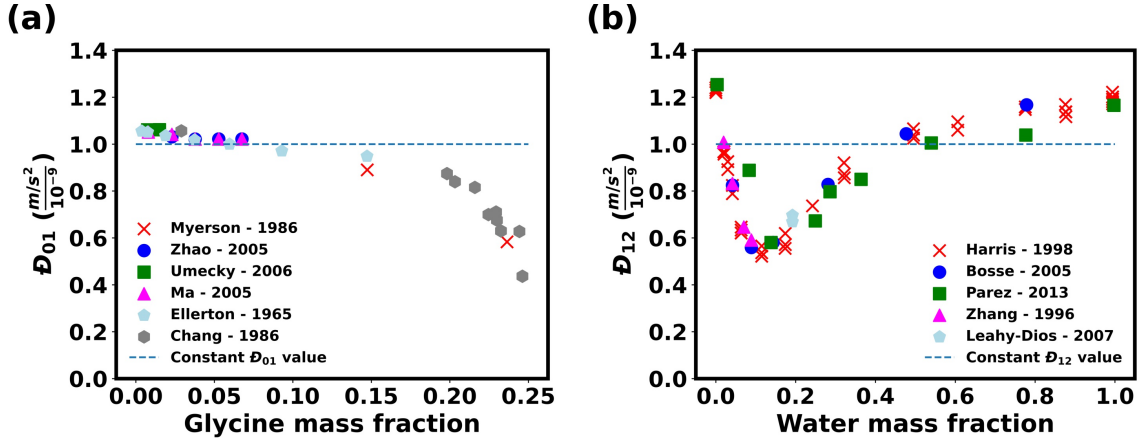 (a)
1.4
1.2
1.0
0.8
0.6
0.4
0.2
0.0
Đ01 (m/s² / 10⁻⁹)
Myerson - 1986
Zhao - 2005
Umecky - 2006
Ma - 2005
Ellerton - 1965
Chang - 1986
Constant Đ01 value
0.00 0.05 0.10 0.15 0.20 0.25
Glycine mass fraction
(b)
1.4
1.2
1.0
0.8
0.6
0.4
0.2
0.0
Đ12 (m/s² / 10⁻⁹)
Harris - 1998
Bosse - 2005
Parez - 2013
Zhang - 1996
Leahy-Dios - 2007
Constant Đ12 value
0.0 0.2 0.4 0.6 0.8 1.0
Water mass fraction